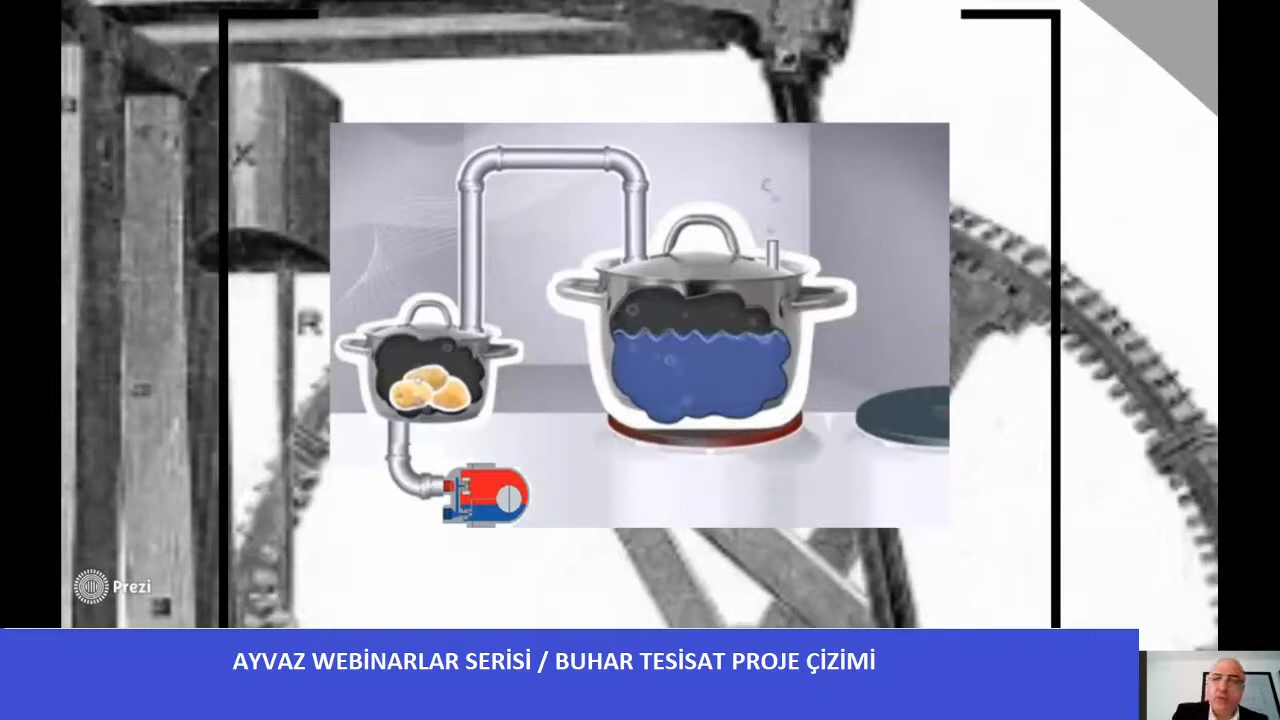 X
R
Prezi
AYVAZ WEBİNARLAR SERİSİ / BUHAR TESİSAT PROJE ÇİZİMİ